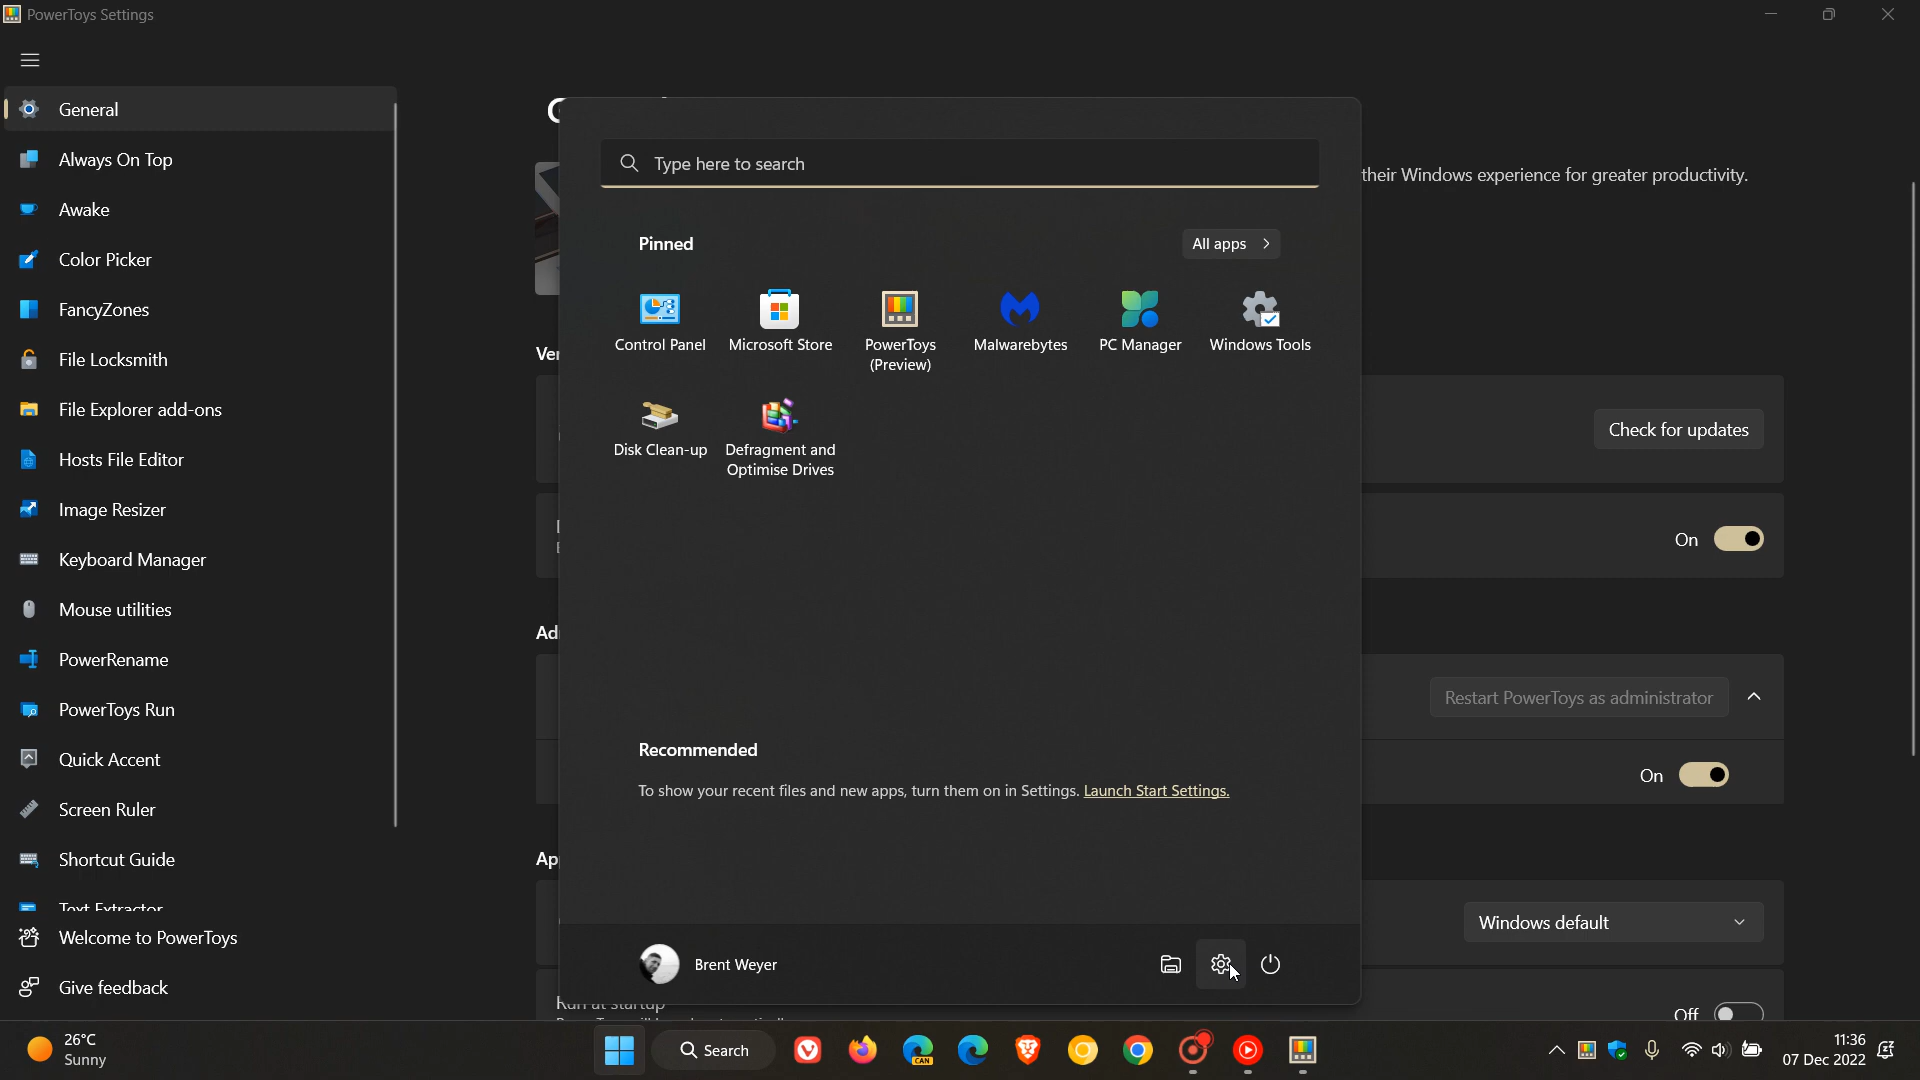 PowerToys Settings
General
Always On Top
Awake
Color Picker
FancyZones
File Locksmith
File Explorer add-ons
Hosts File Editor
Image Resizer
Keyboard Manager
Mouse utilities
PowerRename
PowerToys Run
Quick Accent
Screen Ruler
Shortcut Guide
Text Extractor
Welcome to PowerToys
Give feedback
their Windows experience for greater productivity.
Ver
Check for updates
On
Ad
Restart PowerToys as administrator
On
Ap
Windows default
Run at startup
Off
Type here to search
Pinned
All apps
Control Panel
Microsoft Store
PowerToys
(Preview)
Malwarebytes
PC Manager
Windows Tools
Disk Clean-up
Defragment and
Optimise Drives
Recommended
To show your recent files and new apps, turn them on in Settings. Launch Start Settings.
Brent Weyer
26°C
Sunny
Search
CAN
11:36
07 Dec 2022